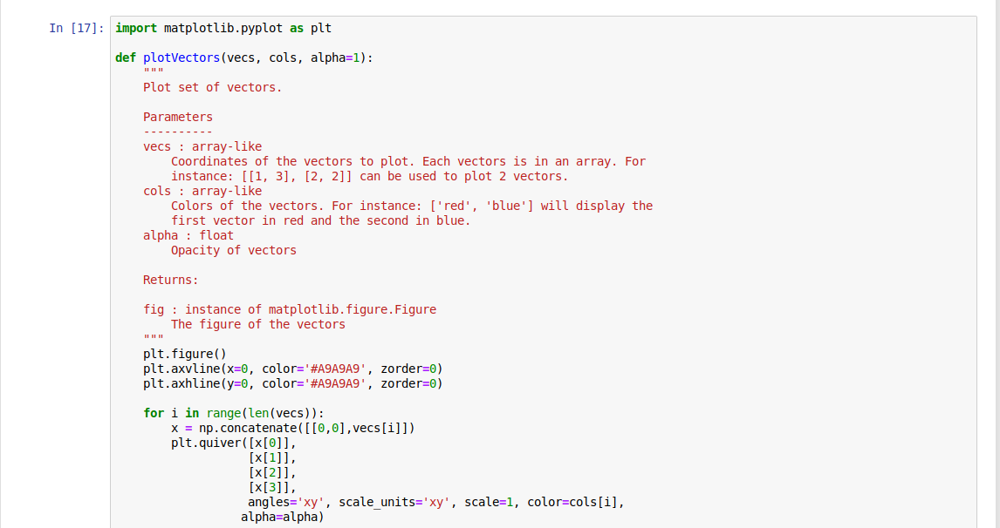 In [17]: import matplotlib.pyplot as plt

def plotVectors(vecs, cols, alpha=1):
    """
    Plot set of vectors.

    Parameters
    ----------
    vecs : array-like
        Coordinates of the vectors to plot. Each vectors is in an array. For
        instance: [[1, 3], [2, 2]] can be used to plot 2 vectors.
    cols : array-like
        Colors of the vectors. For instance: ['red', 'blue'] will display the
        first vector in red and the second in blue.
    alpha : float
        Opacity of vectors

    Returns:

    fig : instance of matplotlib.figure.Figure
        The figure of the vectors
    """
    plt.figure()
    plt.axvline(x=0, color='#A9A9A9', zorder=0)
    plt.axhline(y=0, color='#A9A9A9', zorder=0)

    for i in range(len(vecs)):
        x = np.concatenate([[0,0],vecs[i]])
        plt.quiver([x[0]],
                   [x[1]],
                   [x[2]],
                   [x[3]],
                   angles='xy', scale_units='xy', scale=1, color=cols[i],
                  alpha=alpha)